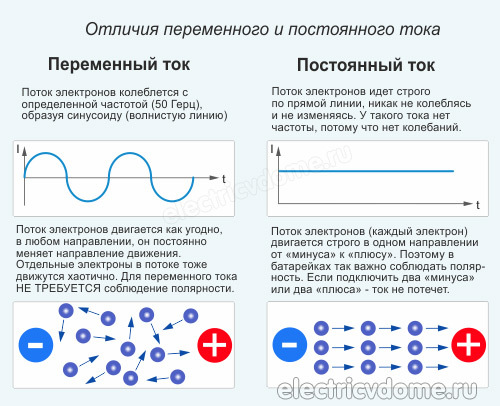 Отличия переменного и постоянного тока
Переменный ток
Поток электронов колеблется с
определенной частотой (50 Герц),
образуя синусоиду (волнистую линию)
I
t
Поток электронов двигается как угодно,
в любом направлении, он постоянно
меняет направление движения.
Отдельные электроны в потоке тоже
движутся хаотично. Для переменного тока
НЕ ТРЕБУЕТСЯ соблюдение полярности.
-
+
Постоянный ток
Поток электронов идет строго
по прямой линии, никак не колеблясь
и не изменяясь. У такого тока нет
частоты, потому что нет колебаний.
I
t
Поток электронов (каждый электрон)
двигается строго в одном направлении
от «минуса» к «плюсу». Поэтому в
батарейках так важно соблюдать поляр-
ность. Если подключить два «минуса»
или два «плюса» - ток не потечет.
-
+
electricvdome.ru
electricvdome.ru